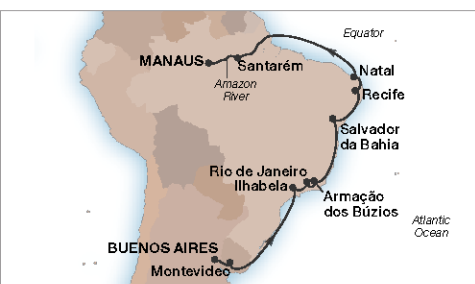 Equator
MANAUS
Santarém
Amazon
River
Natal
Recife
Salvador
da Bahia
Rio de Janeiro
Ilhabela
Armação
dos Búzios
Atlantic
Ocean
BUENOS AIRES
Montevideo